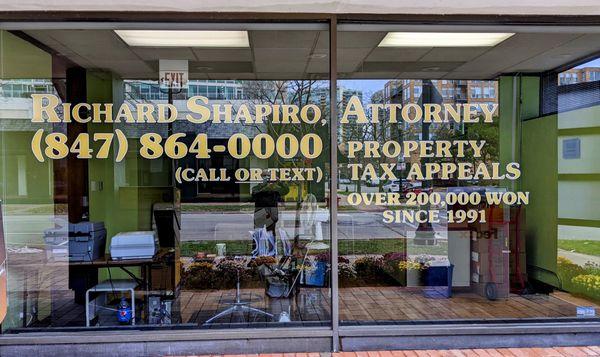 EXIT
RICHARD SHAPIRO, ATTORNEY
(847) 864-0000
(CALL OR TEXT)
PROPERTY
TAX APPEALS
OVER 200,000 WON
SINCE 1991
FedEx